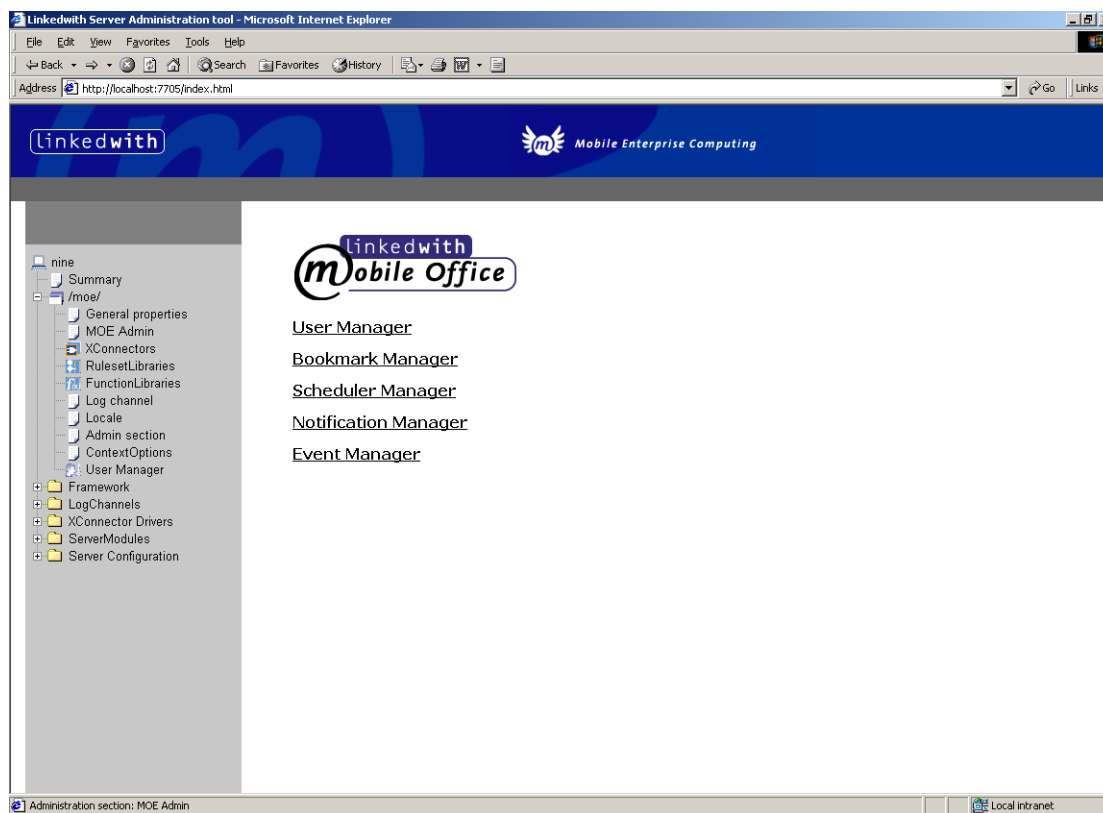 Linkedwith Server Administration tool - Microsoft Internet Explorer
File Edit View Favorites Tools Help
Back Search Favorites History
Address http://localhost:7705/index.html Go Links
linkedwith m Mobile Enterprise Computing
linkedwith
mobile Office
nine
Summary
/moe/
General properties
MOE Admin
XConnectors
RulesetLibraries
FunctionLibraries
Log channel
Locale
Admin section
ContextOptions
User Manager
Framework
LogChannels
XConnector Drivers
ServerModules
Server Configuration
User Manager
Bookmark Manager
Scheduler Manager
Notification Manager
Event Manager
Administration section: MOE Admin Local intranet